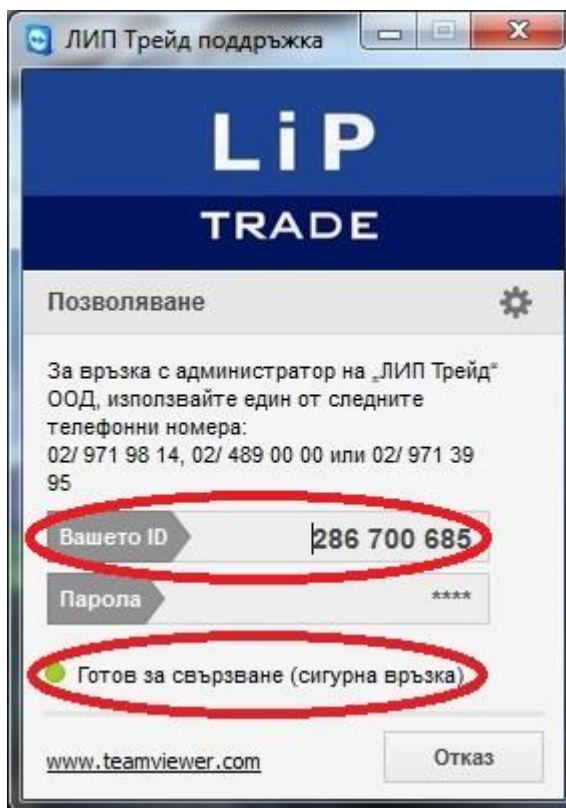 ЛИП Трейд поддръжка
LiP
TRADE
Позволяване
За връзка с администратор на „ЛИП Трейд“
ООД, използвайте един от следните
телефонни номера:
02/ 971 98 14, 02/ 489 00 00 или 02/ 971 39
95
Вашето ID 286 700 685
Парола ****
Готов за свързване (сигурна връзка)
www.teamviewer.com Отказ